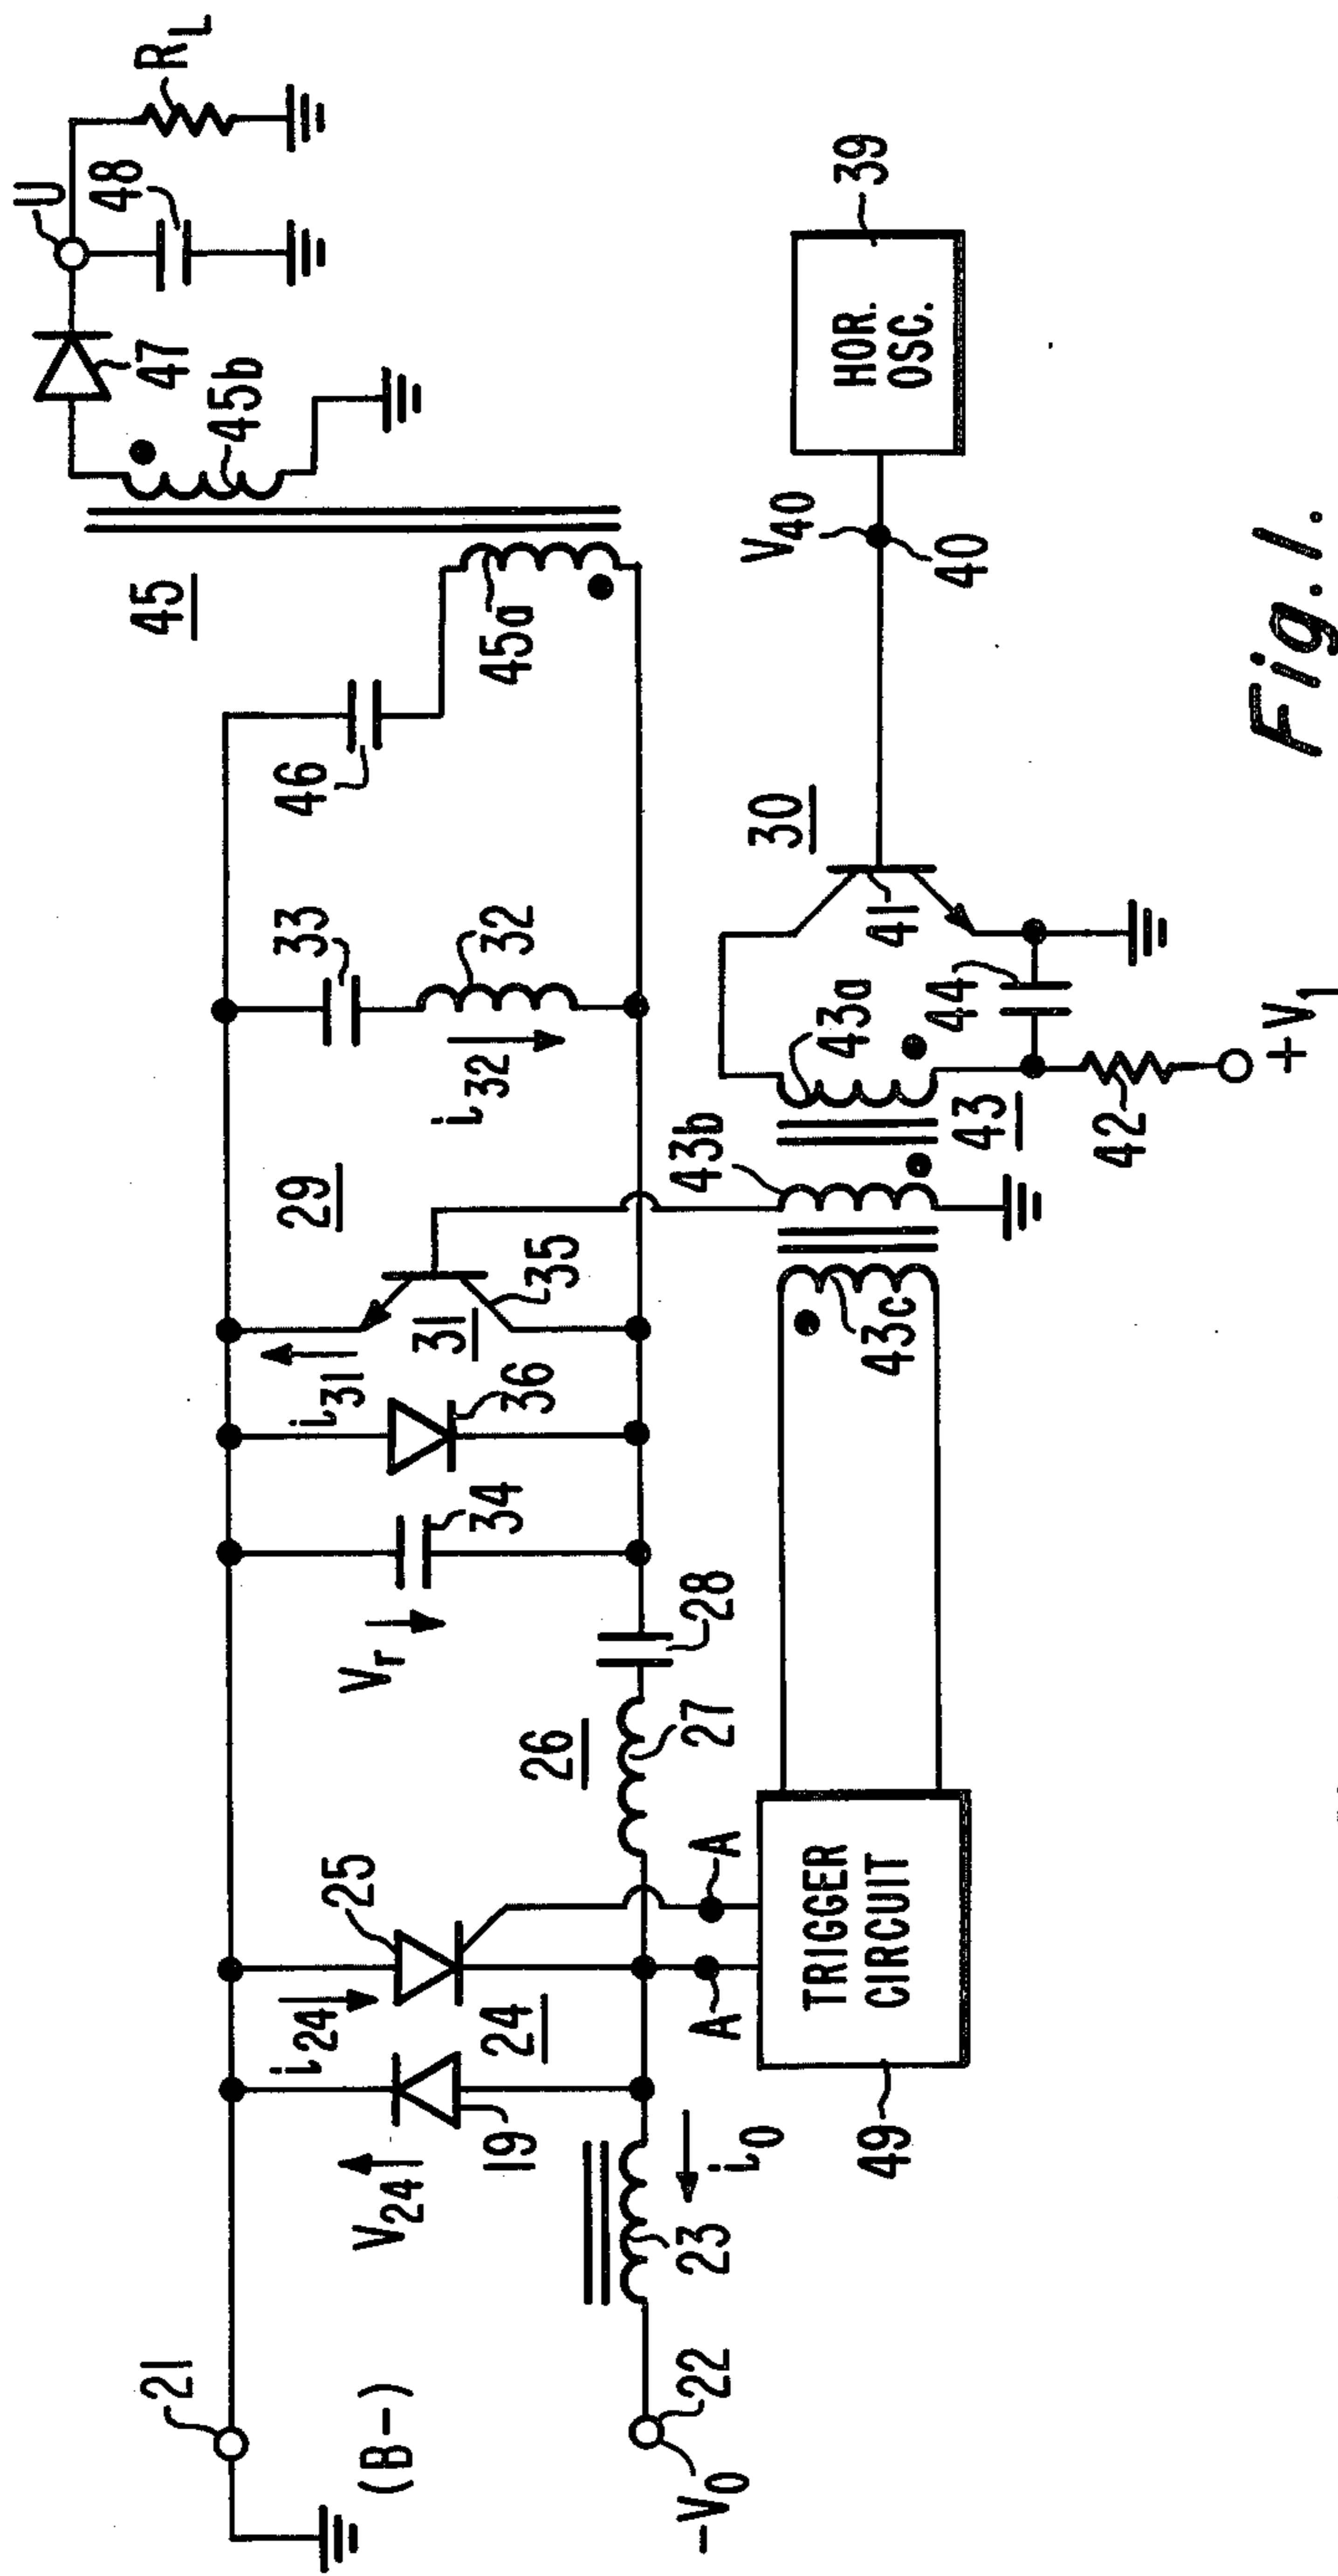 21
(B-)
-V0
22
V24
19
i24
25
24
23
i0
A
A
TRIGGER
CIRCUIT
49
26
27
28
Vr
34
36
i31
31
35
29
i32
33
32
46
45
45a
45b
47
U
48
RL
43c
43b
43
43a
44
42
+V1
30
41
V40
40
HOR.
OSC.
39
Fig. 1.